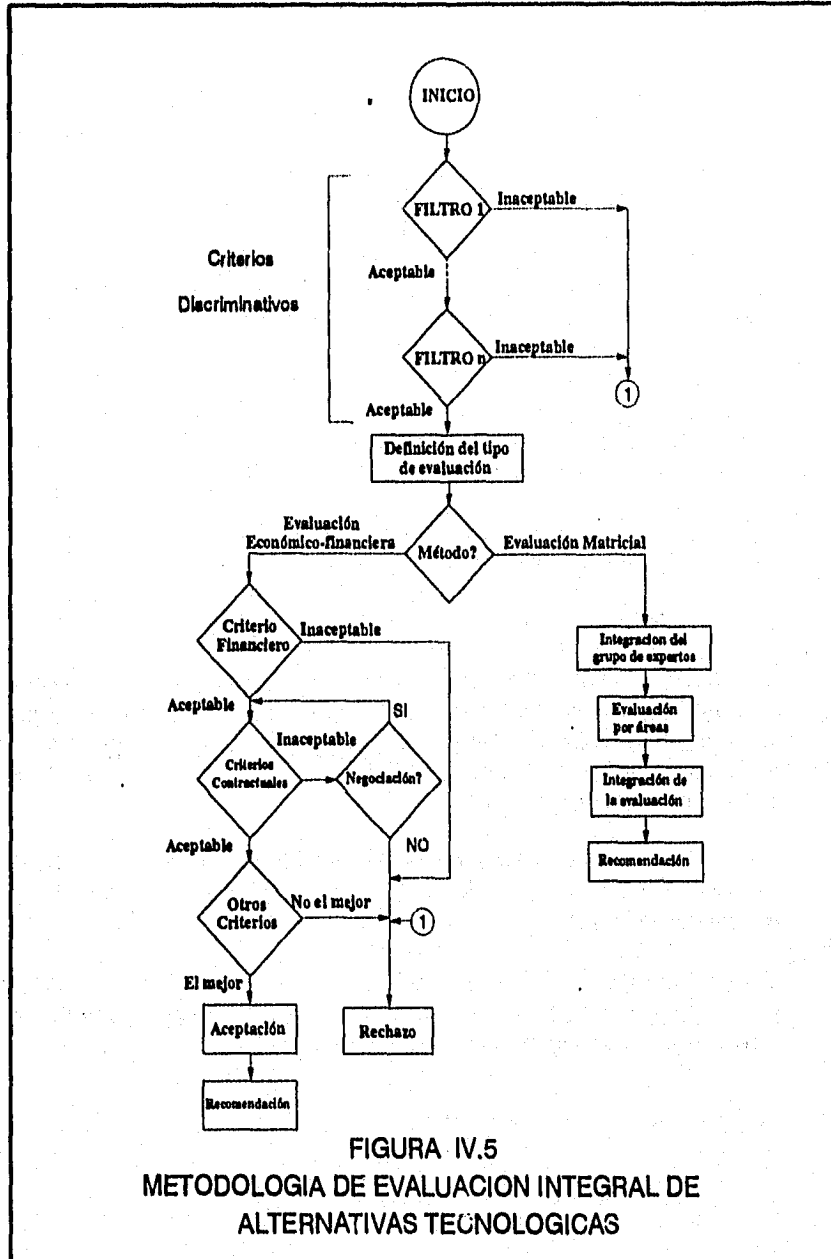 INICIO
FILTRO 1
Inaceptable
Criterios
Discriminativos
Aceptable
FILTRO n
Inaceptable
1
Aceptable
Definición del tipo
de evaluación
Evaluación
Económico-financiera
Método?
Evaluación Matricial
Criterio
Financiero
Inaceptable
Integracion del
grupo de expertos
Aceptable
SI
Evaluación
por áreas
Inaceptable
Criterios
Contractuales
Negociación?
Integración de
la evaluación
Aceptable
NO
Recomendación
Otros
Criterios
No el mejor
1
El mejor
Aceptación
Rechazo
Recomendación
FIGURA IV.5
METODOLOGIA DE EVALUACION INTEGRAL DE
ALTERNATIVAS TECNOLOGICAS